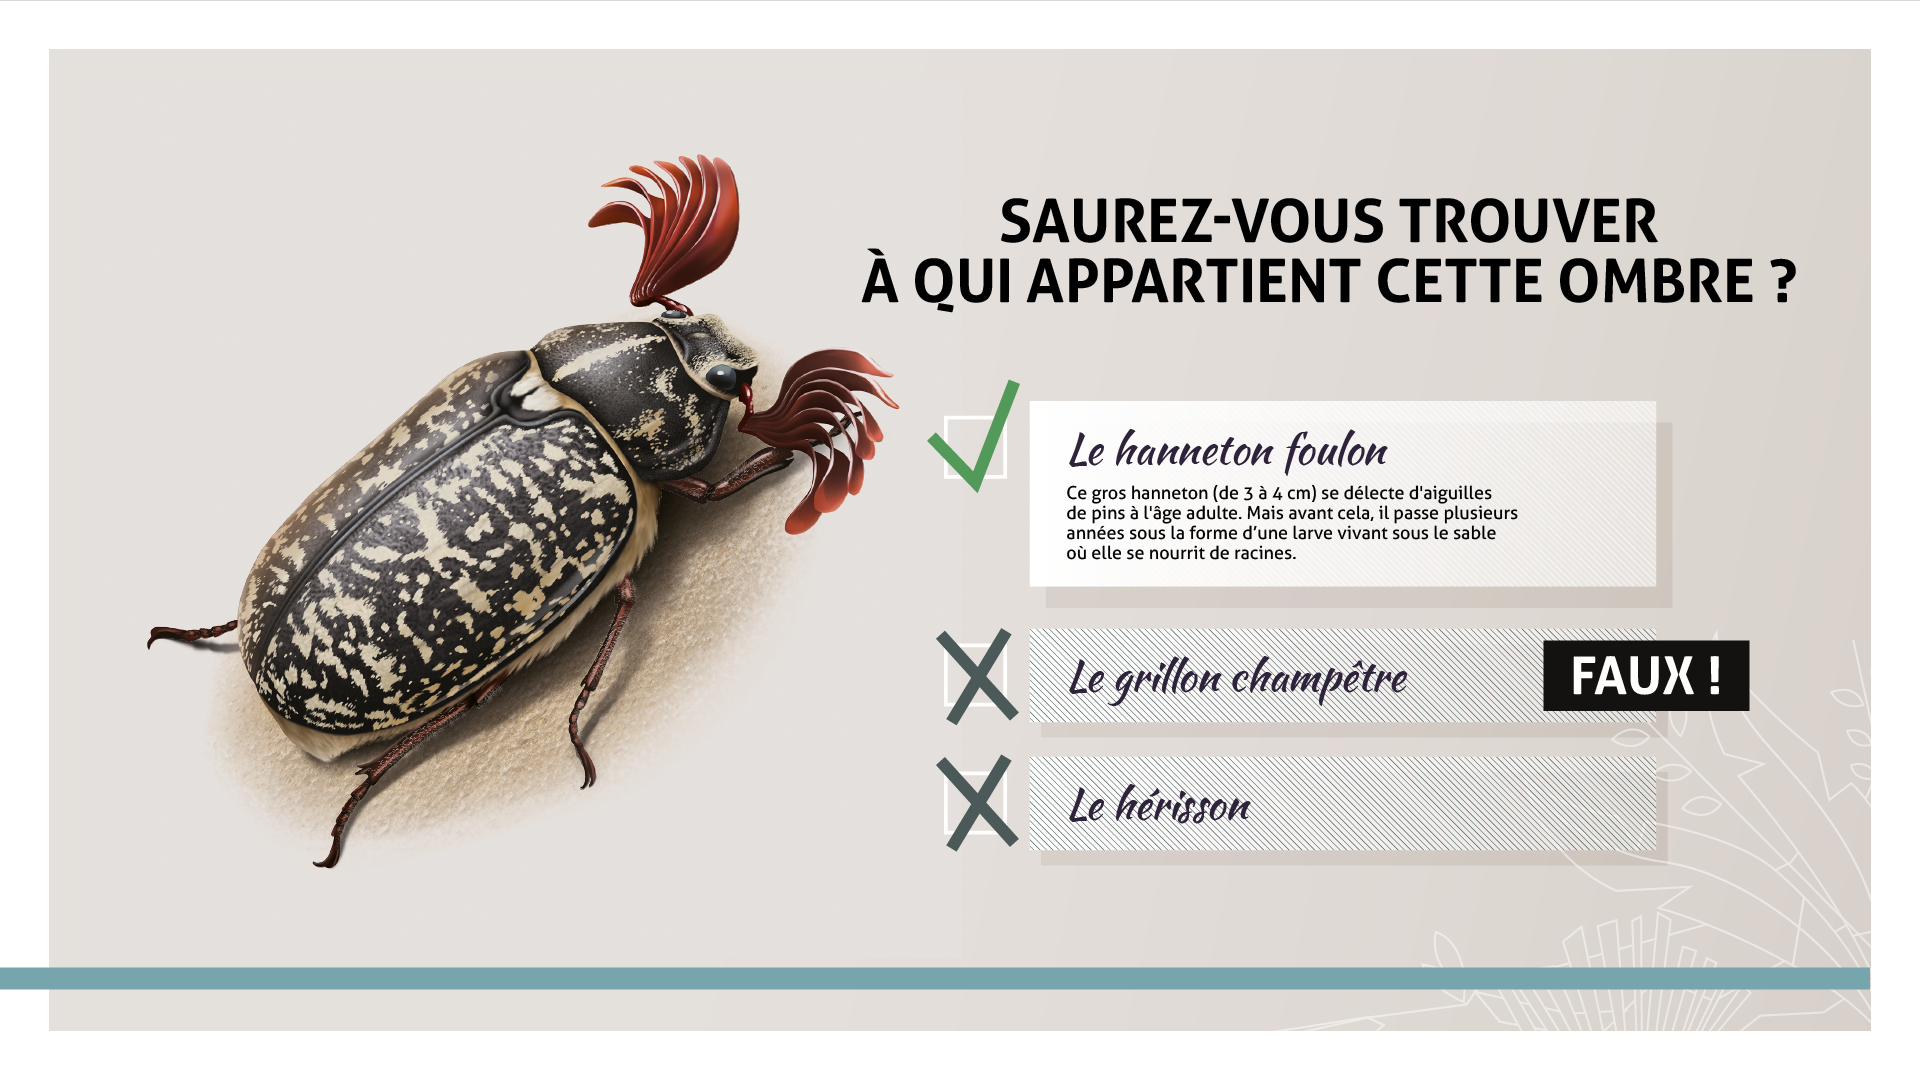 SAUREZ-VOUS TROUVER
À QUI APPARTIENT CETTE OMBRE ?
Le hanneton foulon
Ce gros hanneton (de 3 à 4 cm) se délecte d'aiguilles
de pins à l'âge adulte. Mais avant cela, il passe plusieurs
années sous la forme d’une larve vivant sous le sable
où elle se nourrit de racines.
Le grillon champêtre
FAUX !
Le hérisson